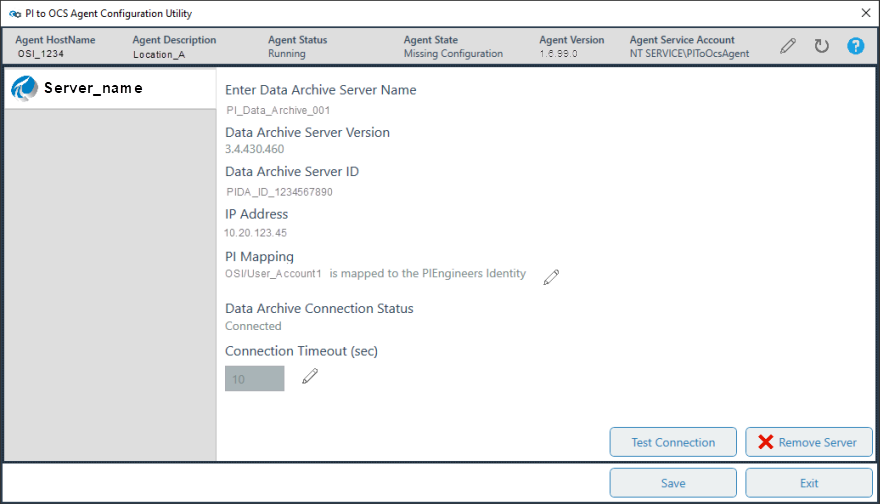 PI to OCS Agent Configuration Utility
Agent HostName Agent Description Agent Status Agent State Agent Version Agent Service Account
OSI_1234 Location_A Running Missing Configuration 1.6.99.0 NT SERVICE\PIToOcsAgent
Server_name
Enter Data Archive Server Name
PI_Data_Archive_001
Data Archive Server Version
3.4.430.460
Data Archive Server ID
PIDA_ID_1234567890
IP Address
10.20.123.45
PI Mapping
OSI/User_Account1 is mapped to the PIEngineers Identity
Data Archive Connection Status
Connected
Connection Timeout (sec)
10
Test Connection Remove Server
Save Exit